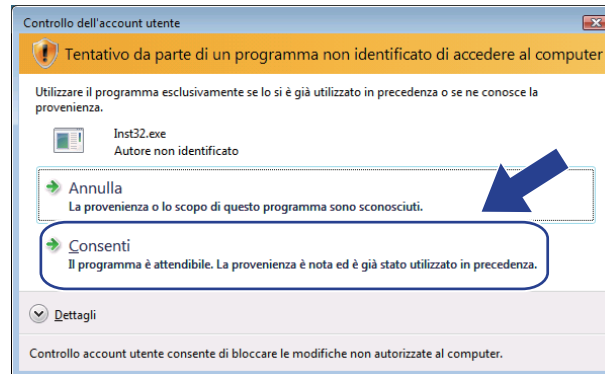 Controllo dell'account utente
Tentativo da parte di un programma non identificato di accedere al computer
Utilizzare il programma esclusivamente se lo si è già utilizzato in precedenza o se ne conosce la
provenienza.
Inst32.exe
Autore non identificato
Annulla
La provenienza o lo scopo di questo programma sono sconosciuti.
Consenti
Il programma è attendibile. La provenienza è nota ed è già stato utilizzato in precedenza.
Dettagli
Controllo account utente consente di bloccare le modifiche non autorizzate al computer.